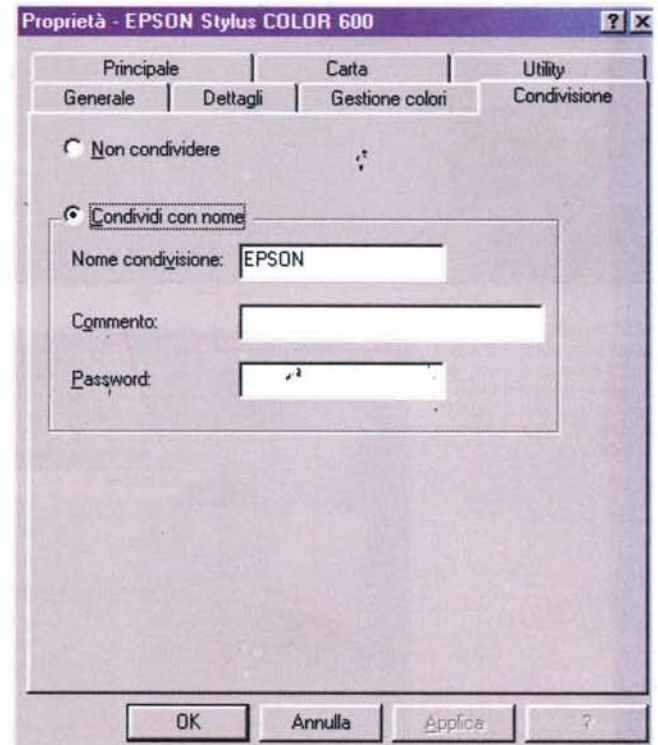 Proprietà - EPSON Stylus COLOR 600 ? ×
Principale Carta Utility
Generale Dettagli Gestione colori Condivisione
Non condividere
Condividi con nome
Nome condivisione: EPSON
Commento:
Password:
OK Annulla Applica ?